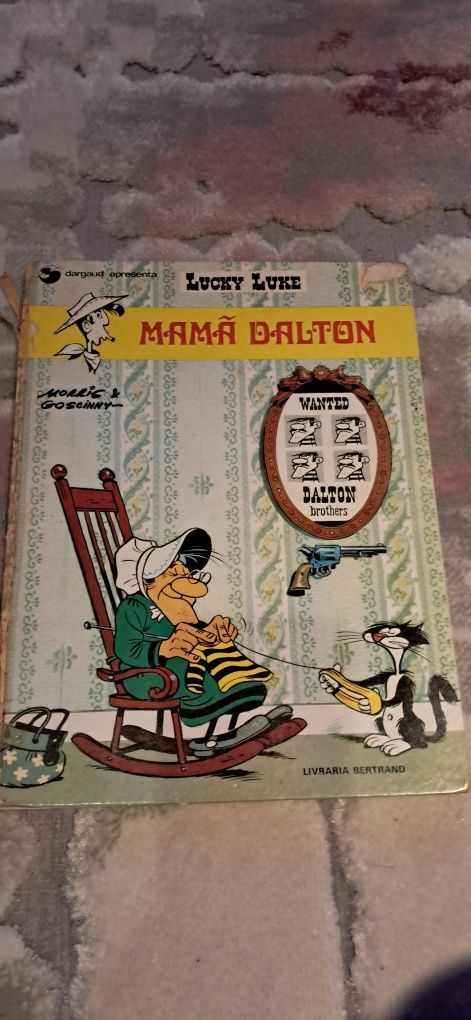 dargaud apresenta
LUCKY LUKE
MAMÃ DALTON
MORRIS &
GOSCINNY
WANTED
DALTON
brothers
LIVRARIA BERTRAND